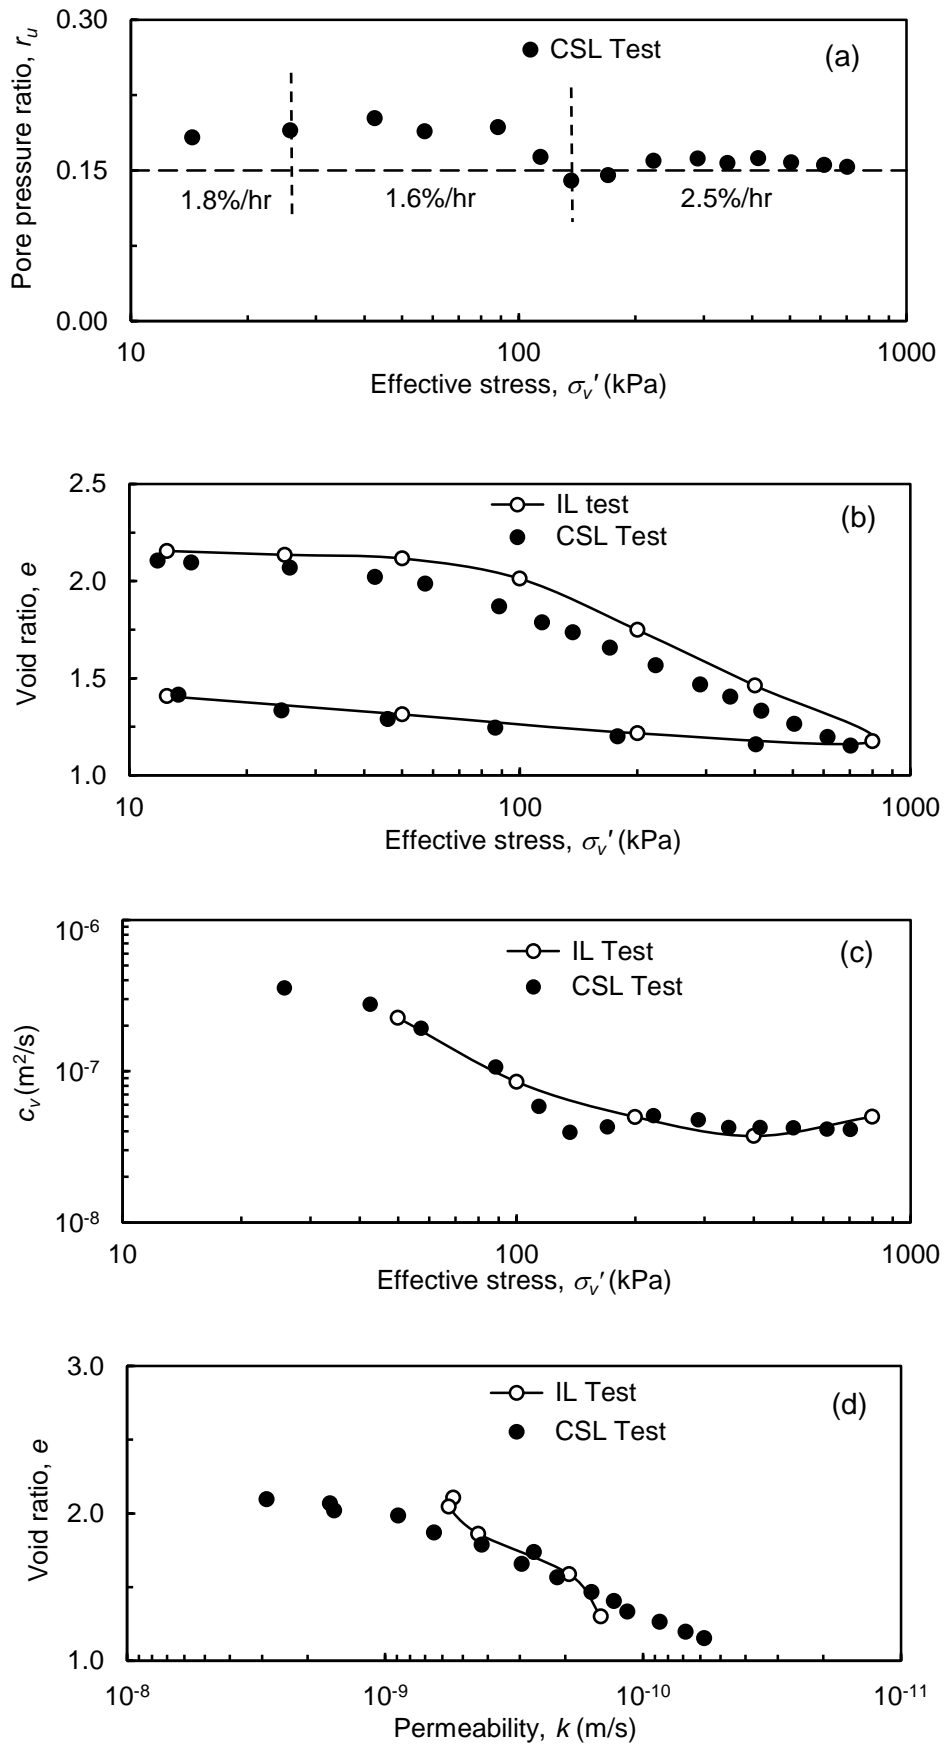 0.30
CSL Test
(a)
Pore pressure ratio, r_u
0.15
1.8%/hr
1.6%/hr
2.5%/hr
0.00
10
100
1000
Effective stress, σ_v' (kPa)
2.5
IL test
(b)
CSL Test
Void ratio, e
2.0
1.5
1.0
10
100
1000
Effective stress, σ_v' (kPa)
10^-6
IL Test
(c)
CSL Test
c_v (m²/s)
10^-7
10^-8
10
100
1000
Effective stress, σ_v' (kPa)
3.0
IL Test
(d)
CSL Test
Void ratio, e
2.0
1.0
10^-8
10^-9
10^-10
10^-11
Permeability, k (m/s)